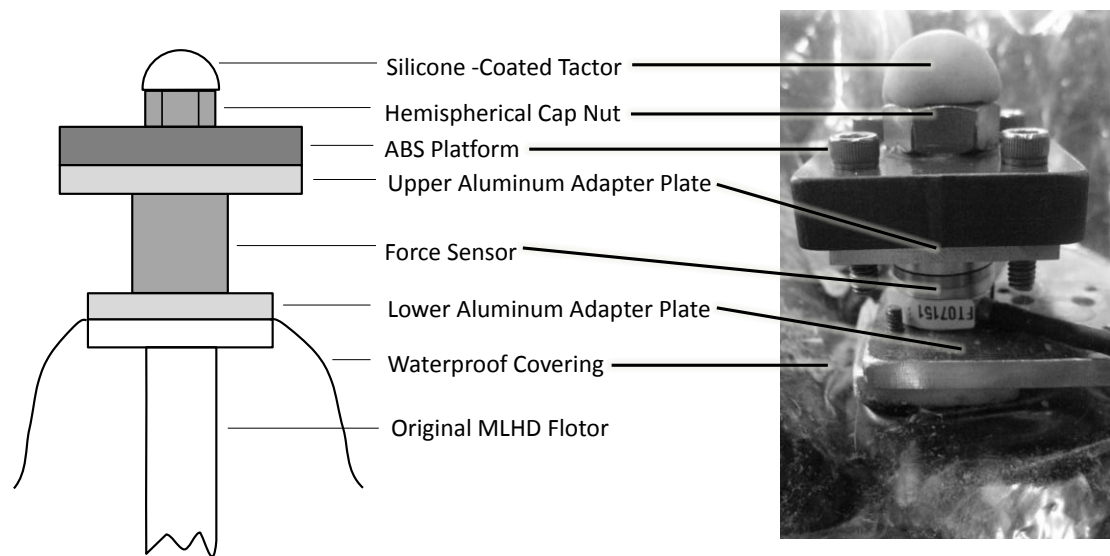 Silicone -Coated Tactor
Hemispherical Cap Nut
ABS Platform
Upper Aluminum Adapter Plate
Force Sensor
Lower Aluminum Adapter Plate
FT07151
Waterproof Covering
Original MLHD Flotor